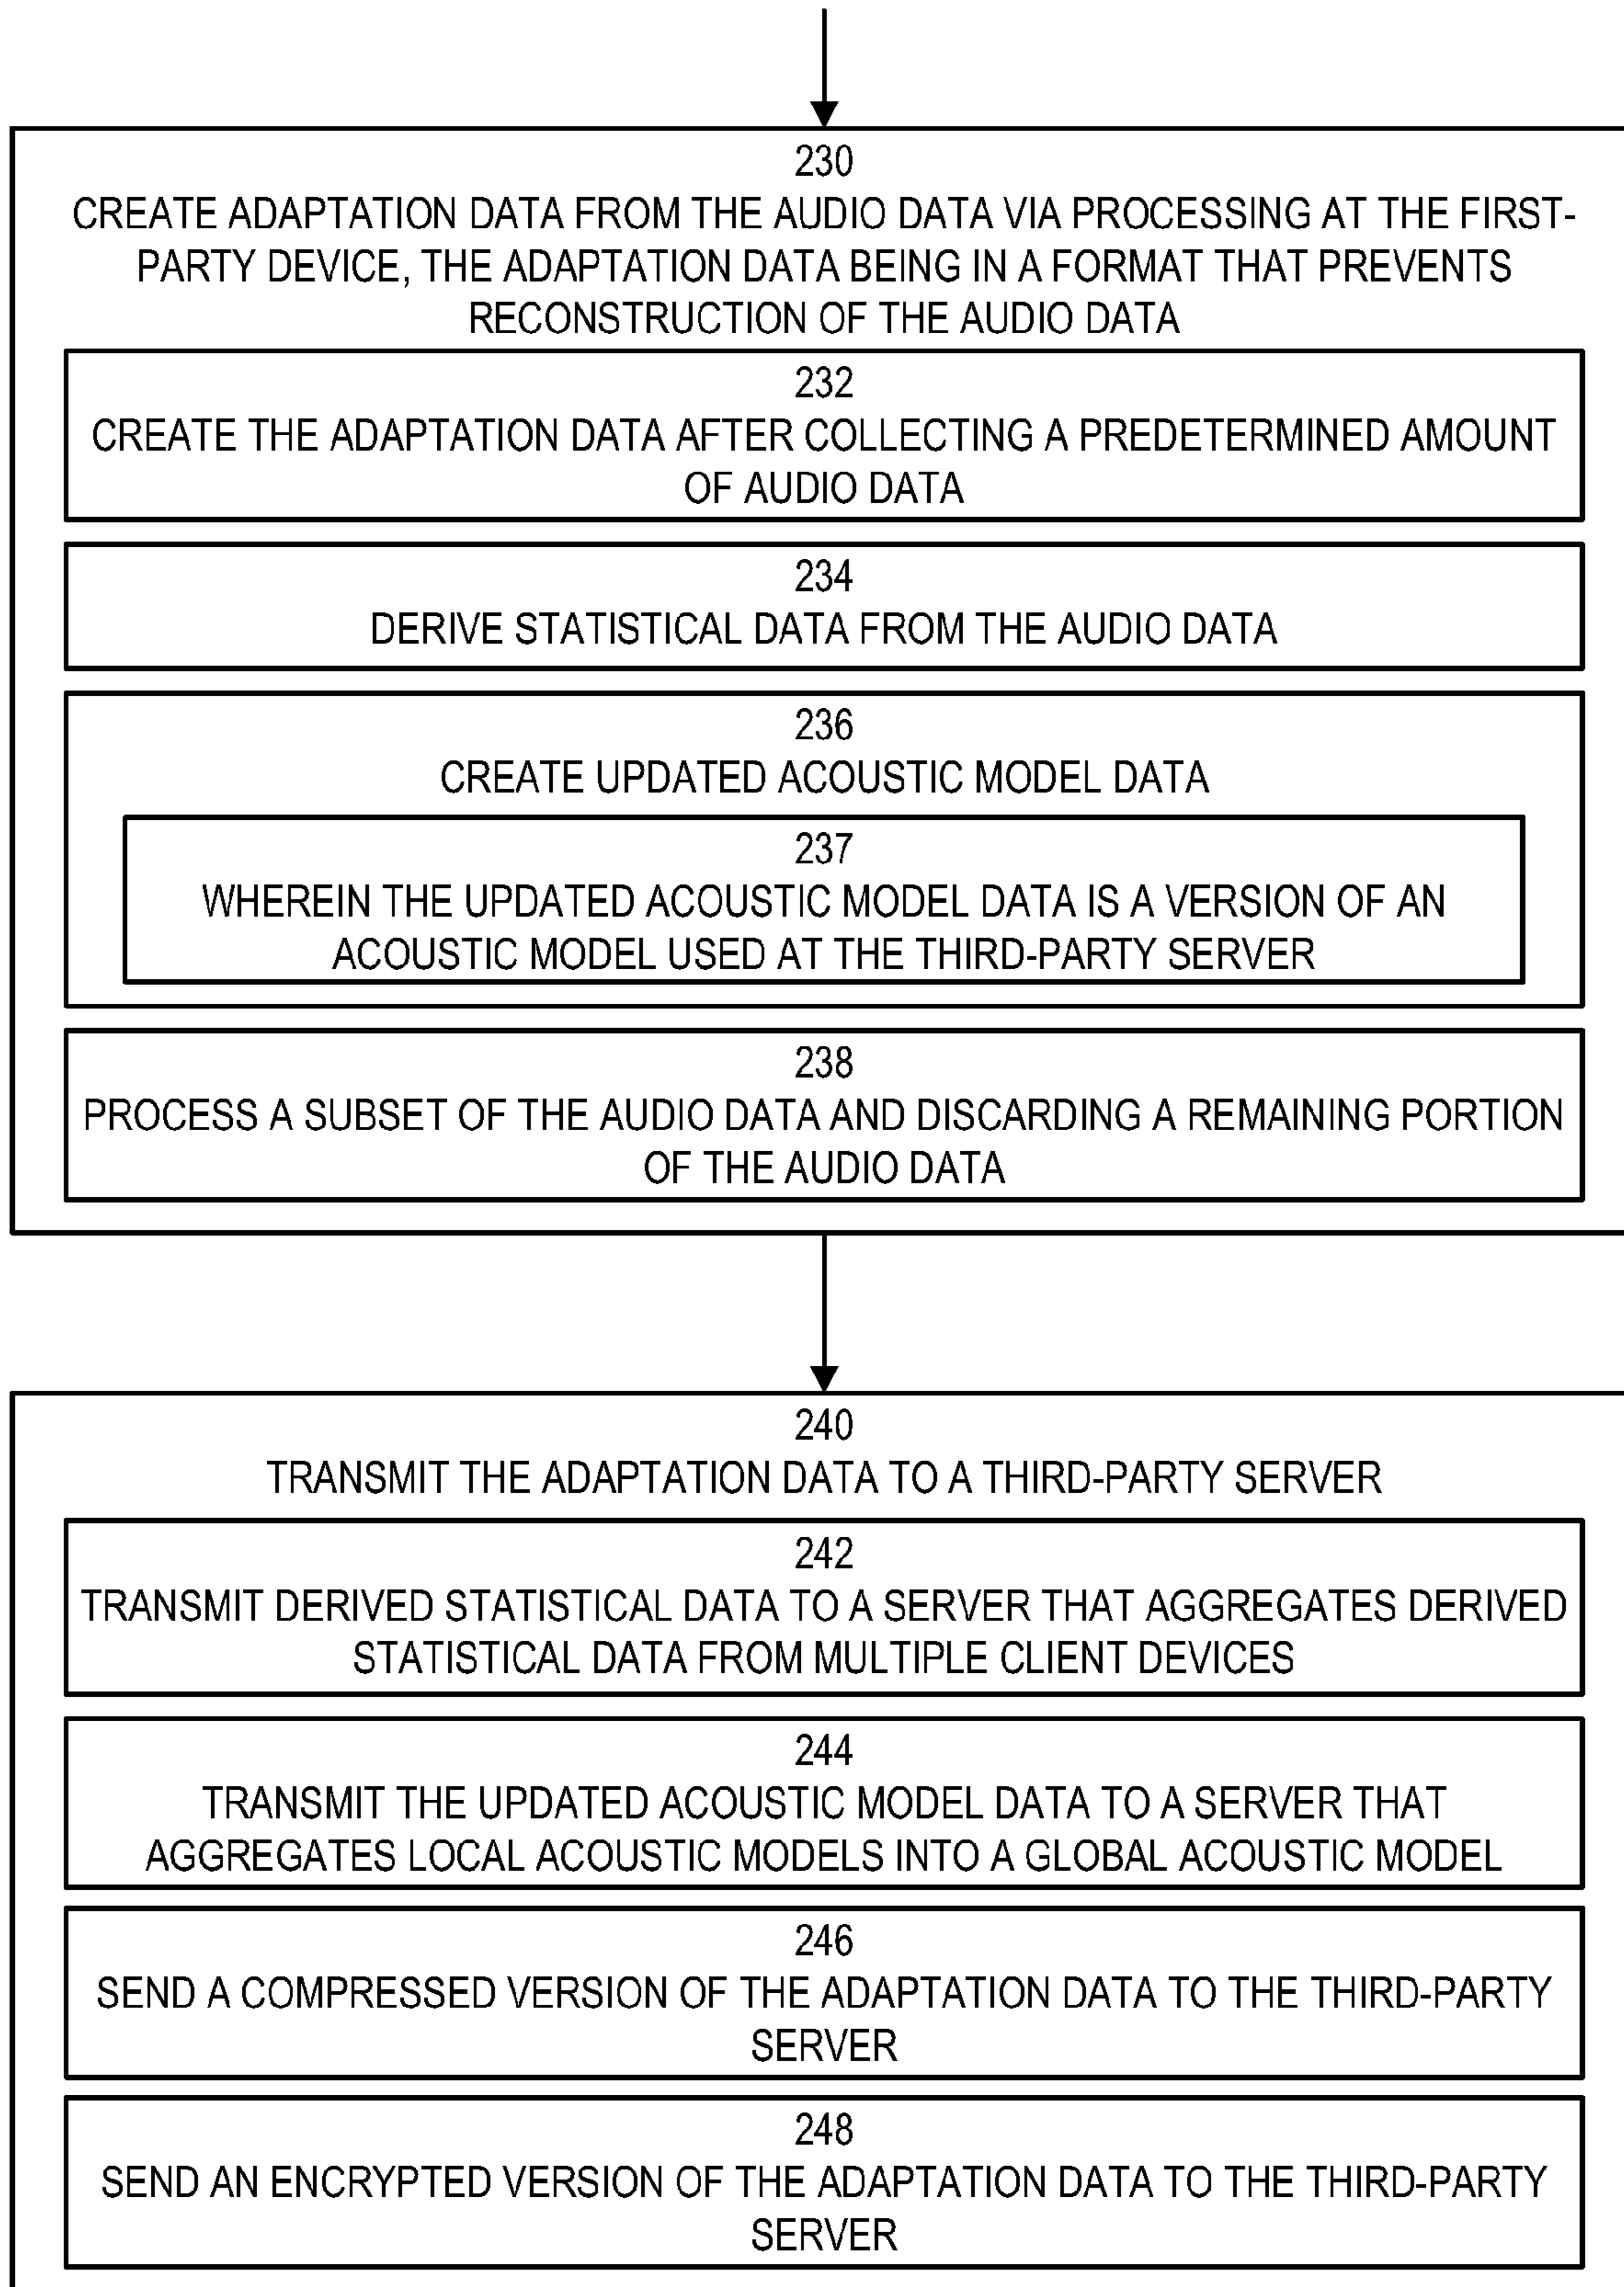 230
CREATE ADAPTATION DATA FROM THE AUDIO DATA VIA PROCESSING AT THE FIRST-
PARTY DEVICE, THE ADAPTATION DATA BEING IN A FORMAT THAT PREVENTS
RECONSTRUCTION OF THE AUDIO DATA
232
CREATE THE ADAPTATION DATA AFTER COLLECTING A PREDETERMINED AMOUNT
OF AUDIO DATA
234
DERIVE STATISTICAL DATA FROM THE AUDIO DATA
236
CREATE UPDATED ACOUSTIC MODEL DATA
237
WHEREIN THE UPDATED ACOUSTIC MODEL DATA IS A VERSION OF AN
ACOUSTIC MODEL USED AT THE THIRD-PARTY SERVER
238
PROCESS A SUBSET OF THE AUDIO DATA AND DISCARDING A REMAINING PORTION
OF THE AUDIO DATA
240
TRANSMIT THE ADAPTATION DATA TO A THIRD-PARTY SERVER
242
TRANSMIT DERIVED STATISTICAL DATA TO A SERVER THAT AGGREGATES DERIVED
STATISTICAL DATA FROM MULTIPLE CLIENT DEVICES
244
TRANSMIT THE UPDATED ACOUSTIC MODEL DATA TO A SERVER THAT
AGGREGATES LOCAL ACOUSTIC MODELS INTO A GLOBAL ACOUSTIC MODEL
246
SEND A COMPRESSED VERSION OF THE ADAPTATION DATA TO THE THIRD-PARTY
SERVER
248
SEND AN ENCRYPTED VERSION OF THE ADAPTATION DATA TO THE THIRD-PARTY
SERVER